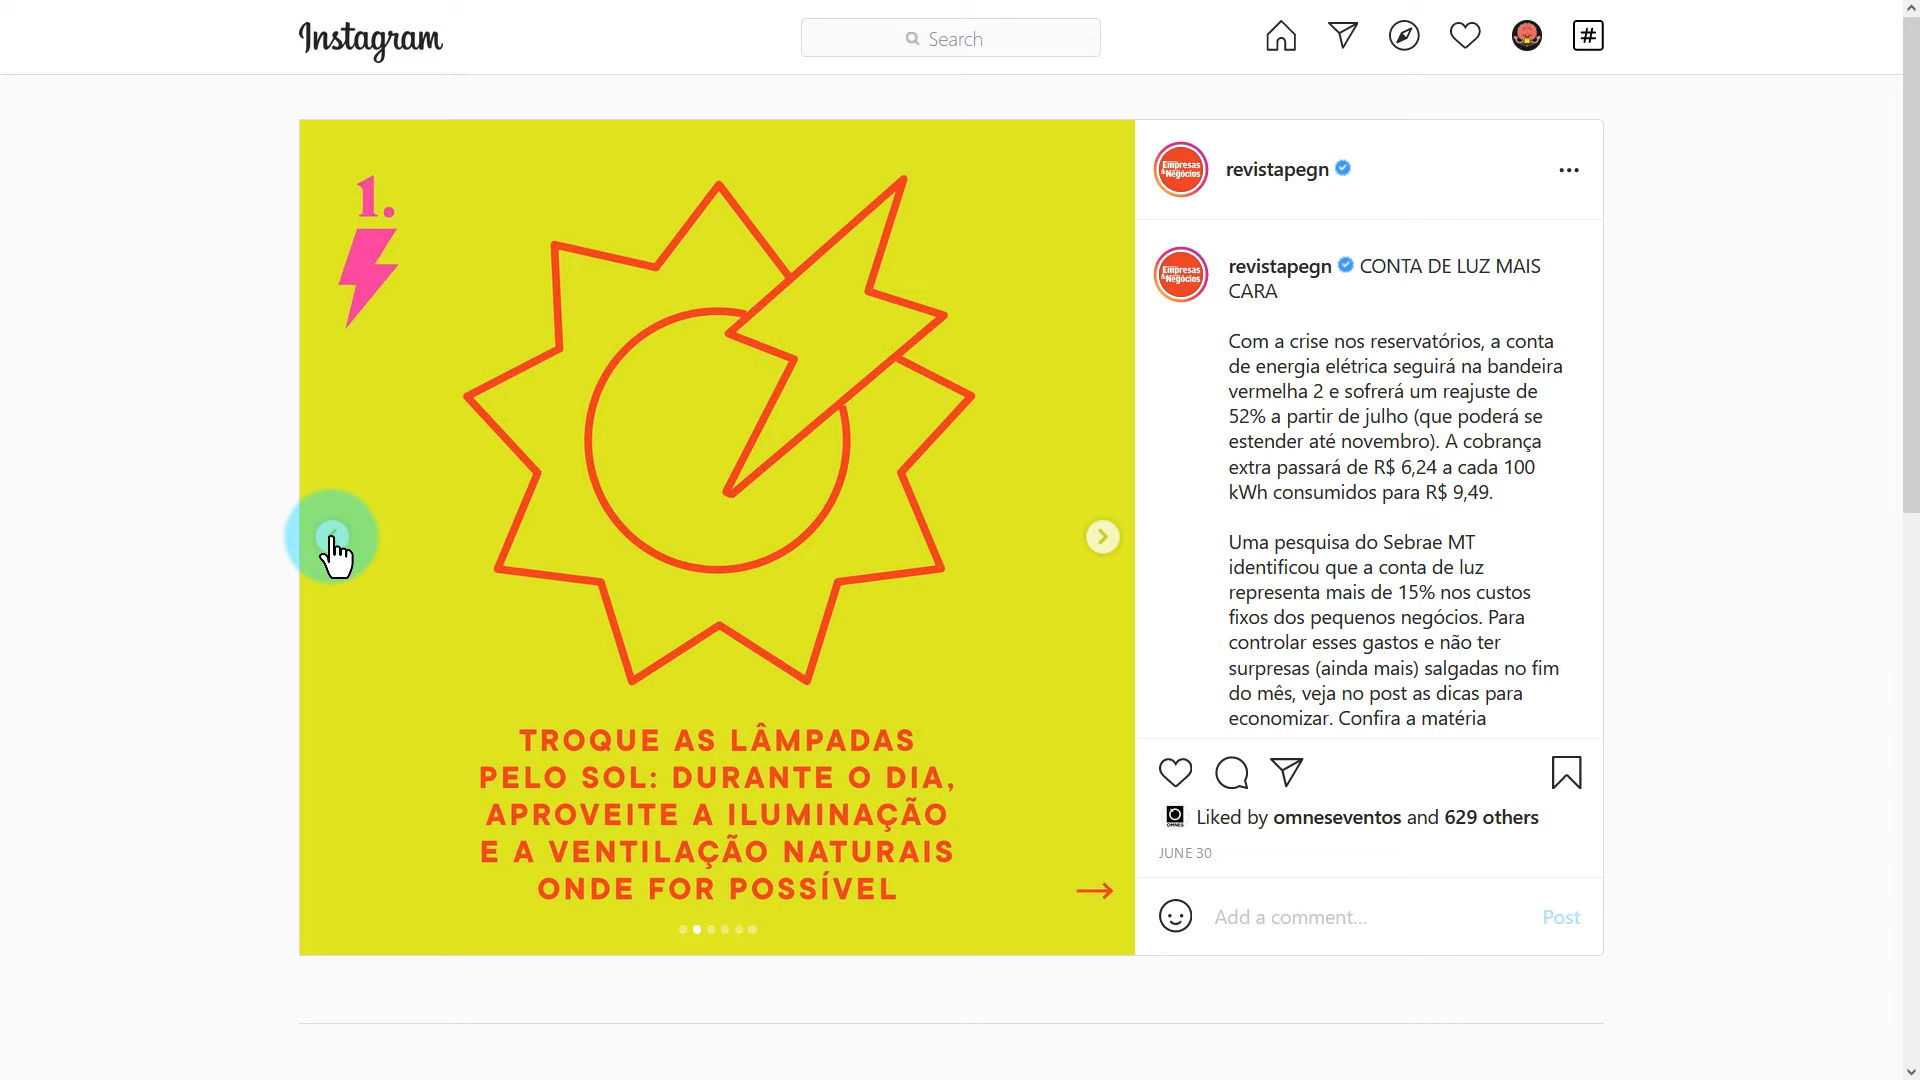 Instagram
Search
#
1.
TROQUE AS LÂMPADAS
PELO SOL: DURANTE O DIA,
APROVEITE A ILUMINAÇÃO
E A VENTILAÇÃO NATURAIS
ONDE FOR POSSÍVEL
Empresas
&Negócios
revistapegn
Empresas
&Negócios
revistapegn CONTA DE LUZ MAIS
CARA
Com a crise nos reservatórios, a conta
de energia elétrica seguirá na bandeira
vermelha 2 e sofrerá um reajuste de
52% a partir de julho (que poderá se
estender até novembro). A cobrança
extra passará de R$ 6,24 a cada 100
kWh consumidos para R$ 9,49.
Uma pesquisa do Sebrae MT
identificou que a conta de luz
representa mais de 15% nos custos
fixos dos pequenos negócios. Para
controlar esses gastos e não ter
surpresas (ainda mais) salgadas no fim
do mês, veja no post as dicas para
economizar. Confira a matéria
OMNES
Liked by omneseventos and 629 others
JUNE 30
Add a comment...
Post